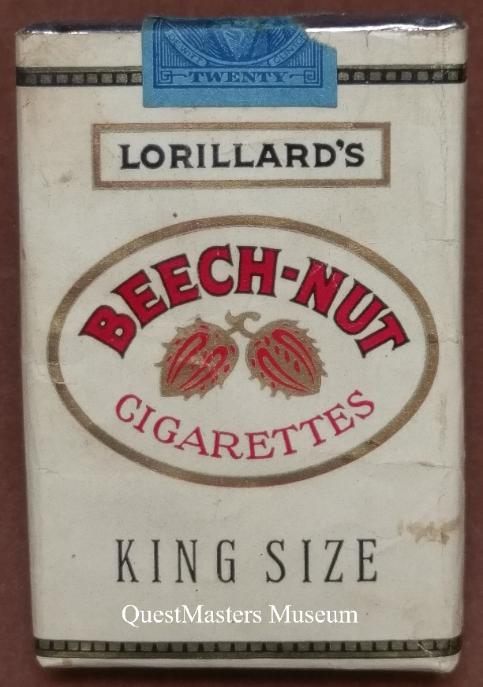 TWENTY
LORILLARD'S
BEECH-NUT
CIGARETTES
KING SIZE
QuestMasters Museum